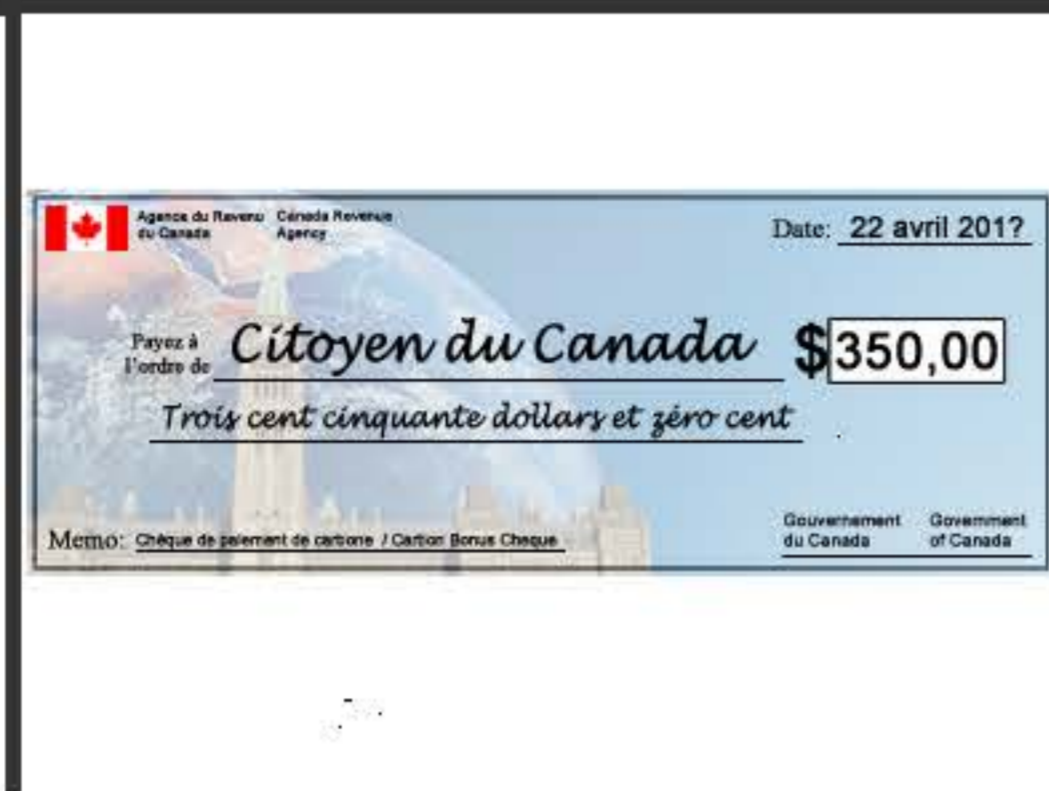 Agence du Revenu Canada Revenue
du Canada Agency
Date: 22 avril 201?
Payez à
l'ordre de Citoyen du Canada $350,00
Trois cent cinquante dollars et zéro cent
Gouvernement Government
du Canada of Canada
Memo: Chèque de paiement de carbone / Carbon Bonus Cheque